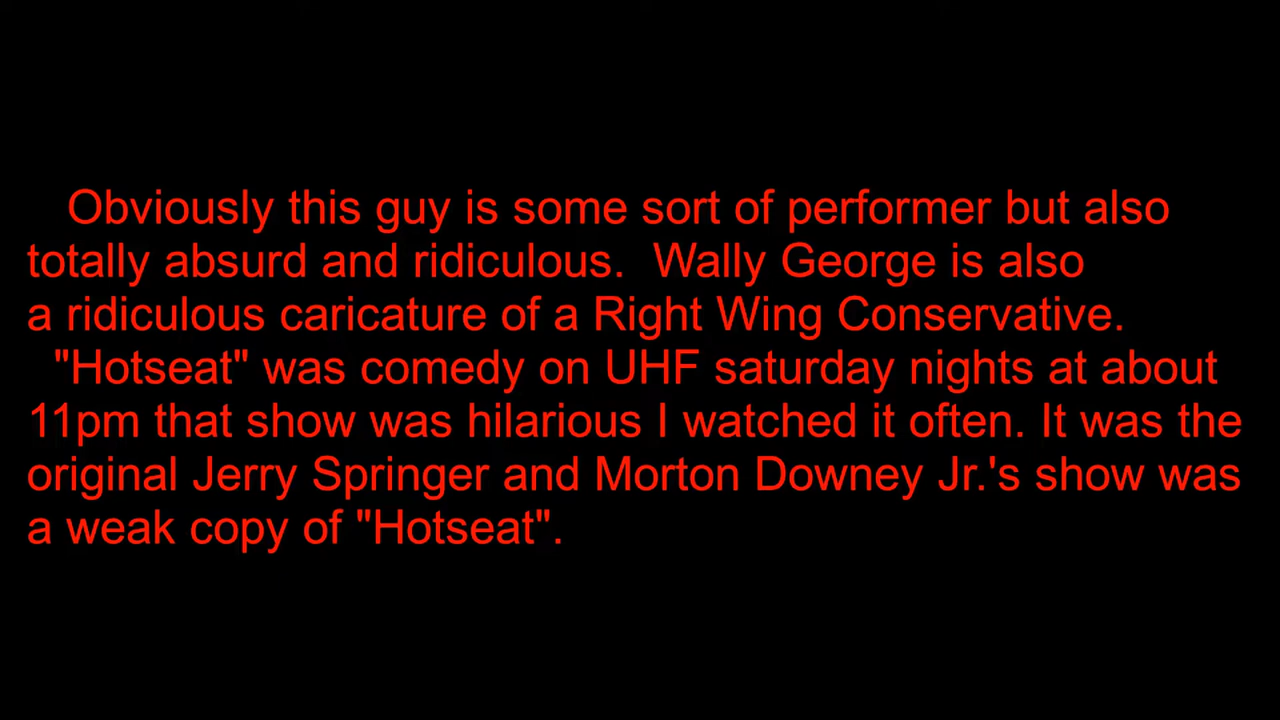 Obviously this guy is some sort of performer but also
totally absurd and ridiculous.  Wally George is also
a ridiculous caricature of a Right Wing Conservative.
"Hotseat" was comedy on UHF saturday nights at about
11pm that show was hilarious I watched it often. It was the
original Jerry Springer and Morton Downey Jr.'s show was
a weak copy of "Hotseat".